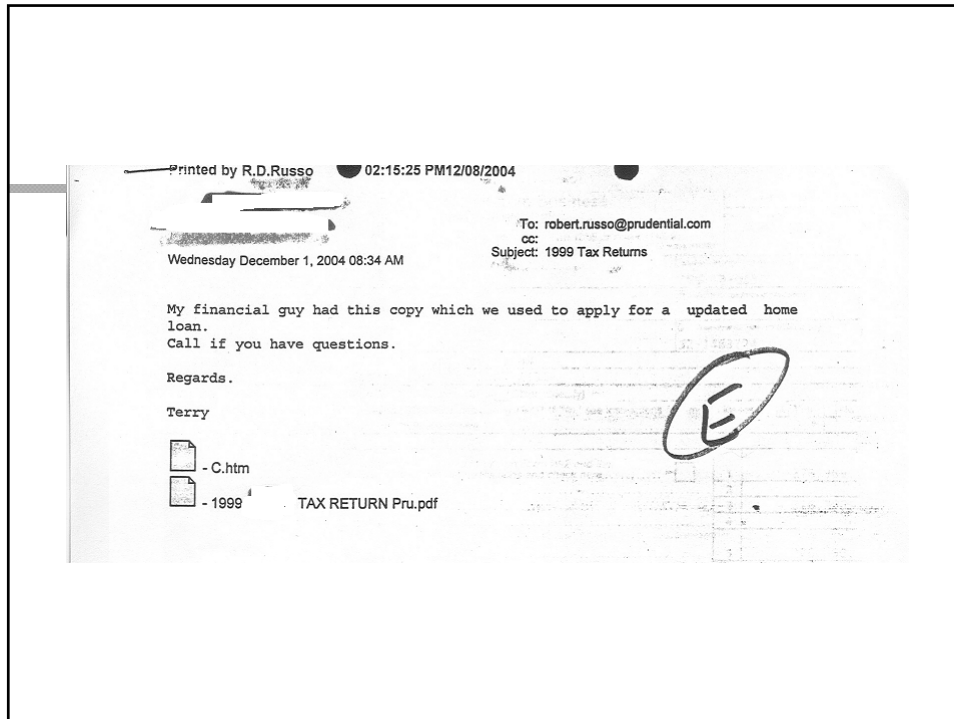 Printed by R.D.Russo 02:15:25 PM12/08/2004
To: robert.russo@prudential.com
cc:
Wednesday December 1, 2004 08:34 AM
Subject: 1999 Tax Returns
My financial guy had this copy which we used to apply for a updated home
loan.
Call if you have questions.
Regards.
Terry
E
- C.htm
- 1999 TAX RETURN Pru.pdf